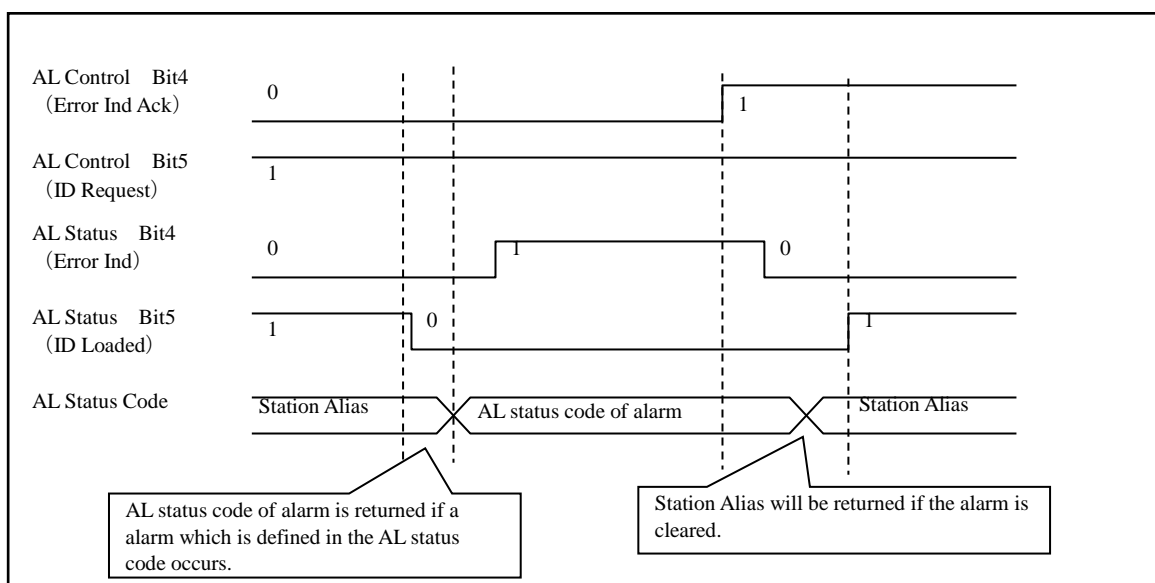 AL Control Bit4
（Error Ind Ack）
0
1
AL Control Bit5
（ID Request）
1
AL Status Bit4
（Error Ind）
0
1
0
AL Status Bit5
（ID Loaded）
1
0
1
AL Status Code
Station Alias
AL status code of alarm
Station Alias
AL status code of alarm is returned if a
alarm which is defined in the AL status
code occurs.
Station Alias will be returned if the alarm is
cleared.